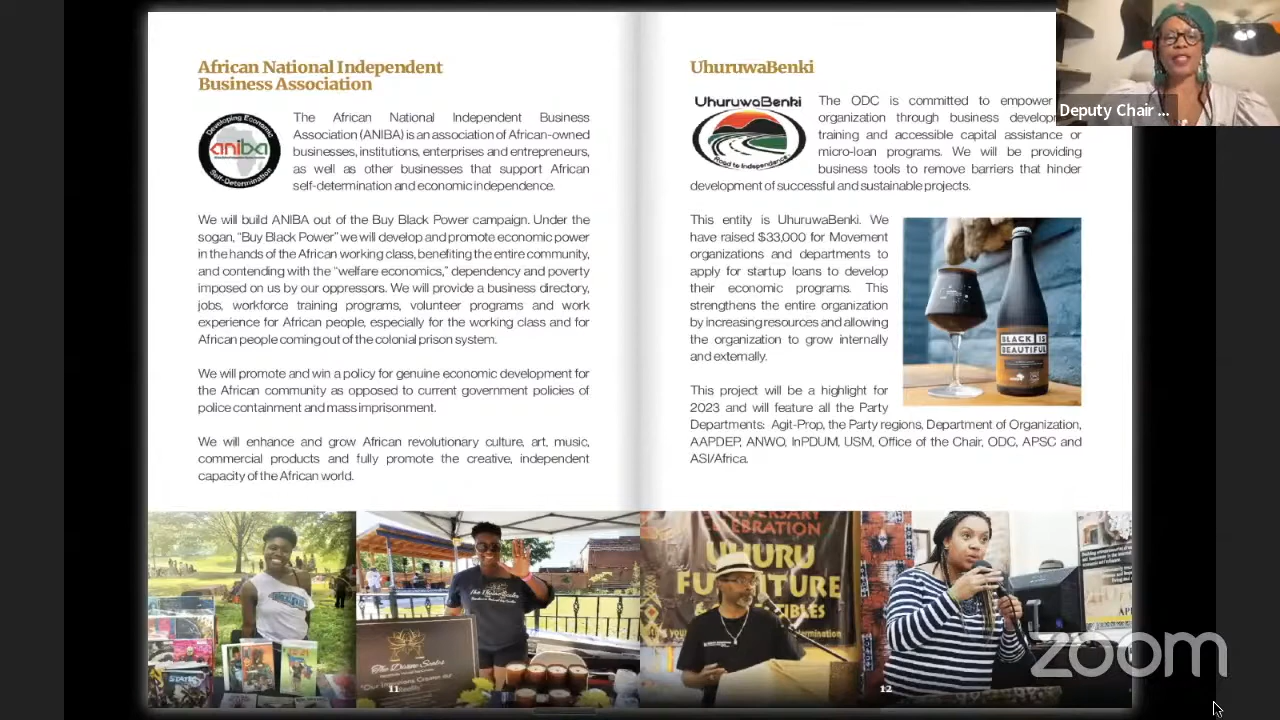 African National Independent
Business Association
Developing Economic
aniba
Self-Determination
The African National Independent Business
Association (ANIBA) is an association of African-owned
businesses, institutions, enterprises and entrepreneurs,
as well as other businesses that support African
self-determination and economic independence.
We will build ANIBA out of the Buy Black Power campaign. Under the
sogan, “Buy Black Power” we will develop and promote economic power
in the hands of the African working class, benefiting the entire community,
and contending with the “welfare economics,” dependency and poverty
imposed on us by our oppressors. We will provide a business directory,
jobs, workforce training programs, volunteer programs and work
experience for African people, especially for the working class and for
African people coming out of the colonial prison system.
We will promote and win a policy for genuine economic development for
the African community as opposed to current government policies of
police containment and mass imprisonment.
We will enhance and grow African revolutionary culture, art, music,
commercial products and fully promote the creative, independent
capacity of the African world.
11
UhuruwaBenki
UhuruwaBenki
Road to Independence
The ODC is committed to empower
organization through business develop
training and accessible capital assistance or
micro-loan programs. We will be providing
business tools to remove barriers that hinder
development of successful and sustainable projects.
This entity is UhuruwaBenki. We
have raised $33,000 for Movement
organizations and departments to
apply for startup loans to develop
their economic programs. This
strengthens the entire organization
by increasing resources and allowing
the organization to grow internally
and externally.
BLACK IS
BEAUTIFUL
This project will be a highlight for
2023 and will feature all the Party
Departments: Agit-Prop, the Party regions, Department of Organization,
AAPDEP, ANWO, InPDUM, USM, Office of the Chair, ODC, APSC and
ASI/Africa.
ANNIVERSARY
CELEBRATION
UHURU
FURNITURE
12
Deputy Chair ...
zoom